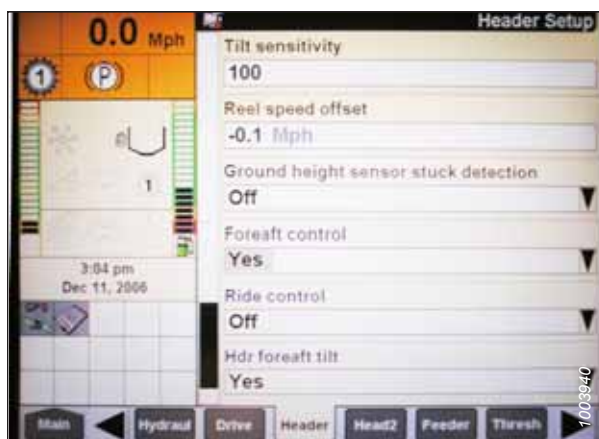 0.0 Mph
Header Setup
1
(P)
Tilt sensitivity
100
Reel speed offset
-0.1 Mph
Ground height sensor stuck detection
Off
Foreaft control
Yes
Ride control
Off
Hdr foreaft tilt
Yes
1
3:04 pm
Dec 11, 2006
Main
Hydraul
Drive
Header
Head2
Feeder
Thresh
1003940